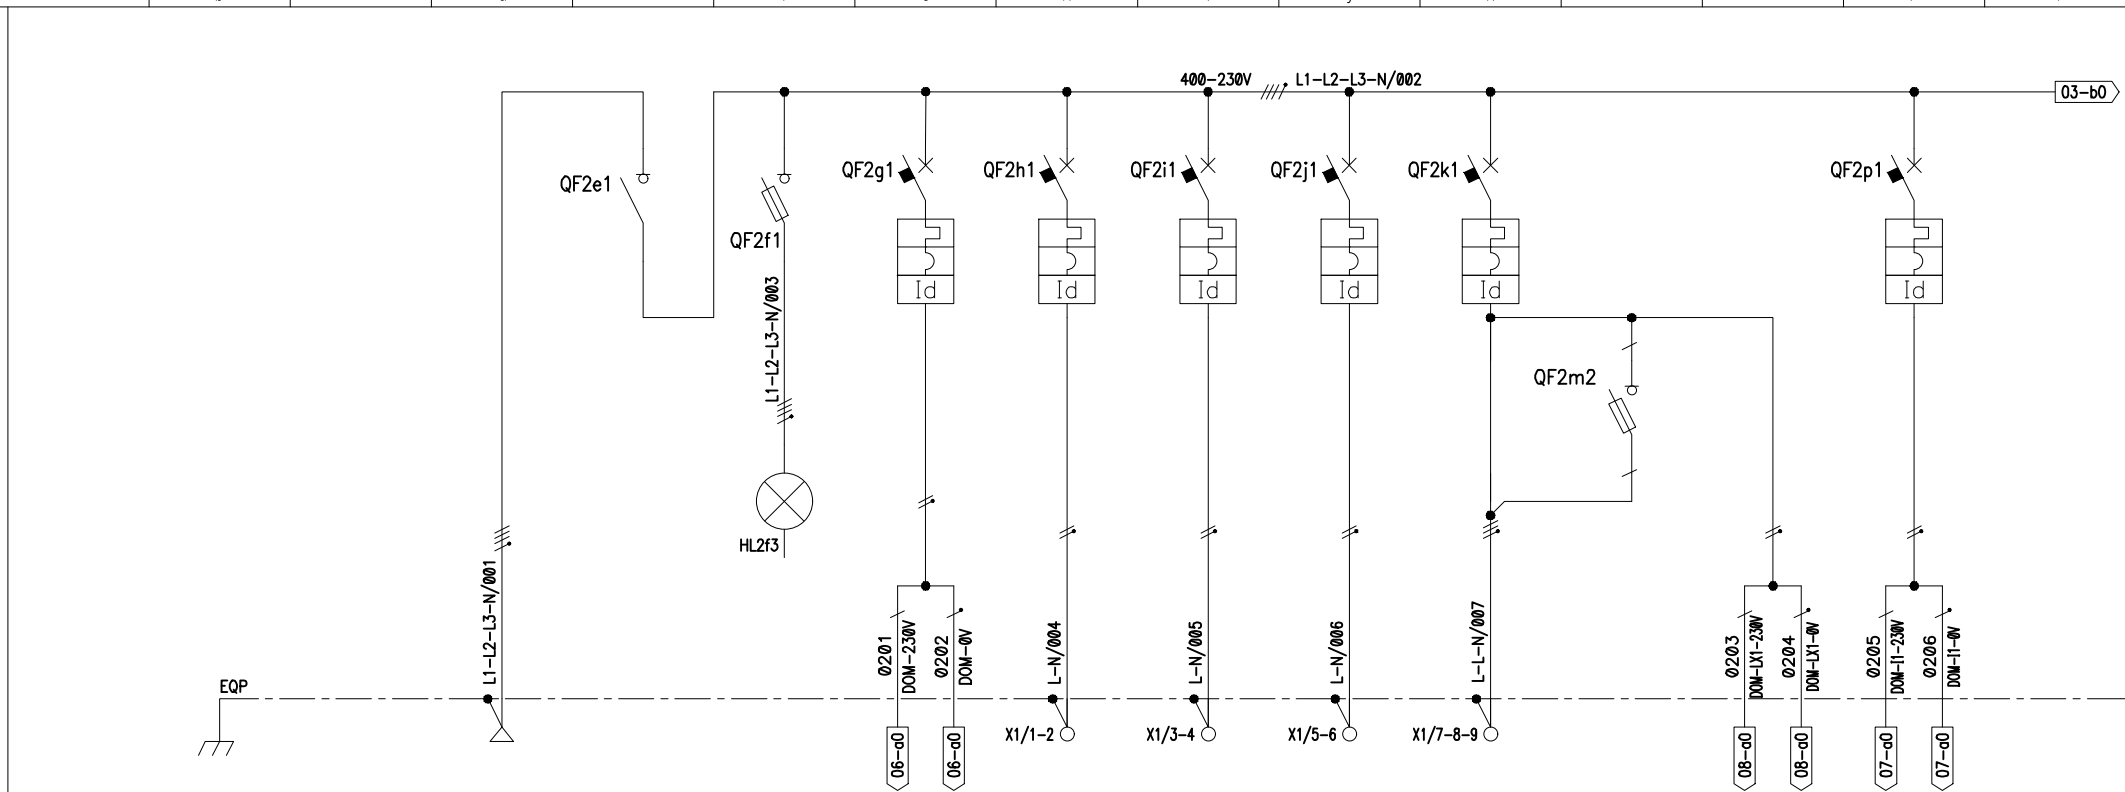 400-230V
L1-L2-L3-N/002
03-b0
QF2e1
QF2f1
QF2g1
QF2h1
QF2i1
QF2j1
QF2k1
QF2p1
Id
Id
Id
Id
Id
Id
L1-L2-L3-N/003
QF2m2
HL2f3
L1-L2-L3-N/001
0201
DOM-230V
0202
DOM-0V
L-N/004
L-N/005
L-N/006
L-L-N/007
0203
DOM-LX1-230V
0204
DOM-LX1-0V
0205
DOM-I1-230V
0206
DOM-I1-0V
EQP
X1/1-2
X1/3-4
X1/5-6
X1/7-8-9
06-a0
06-a0
08-a0
08-a0
07-a0
07-a0